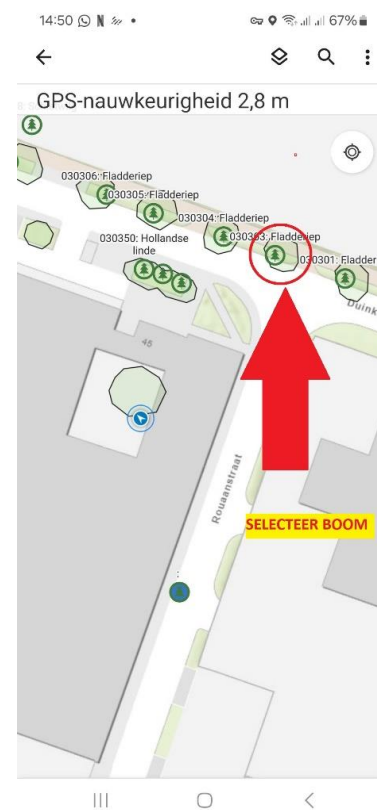 14:50
67%
GPS-nauwkeurigheid 2,8 m
030306: Fladderiep
030305: Fladderiep
030304: Fladderiep
Fladderiep
030350: Hollandse
linde
030301: Fladder
Duink
45
Rouaanstraat
SELECTEER BOOM